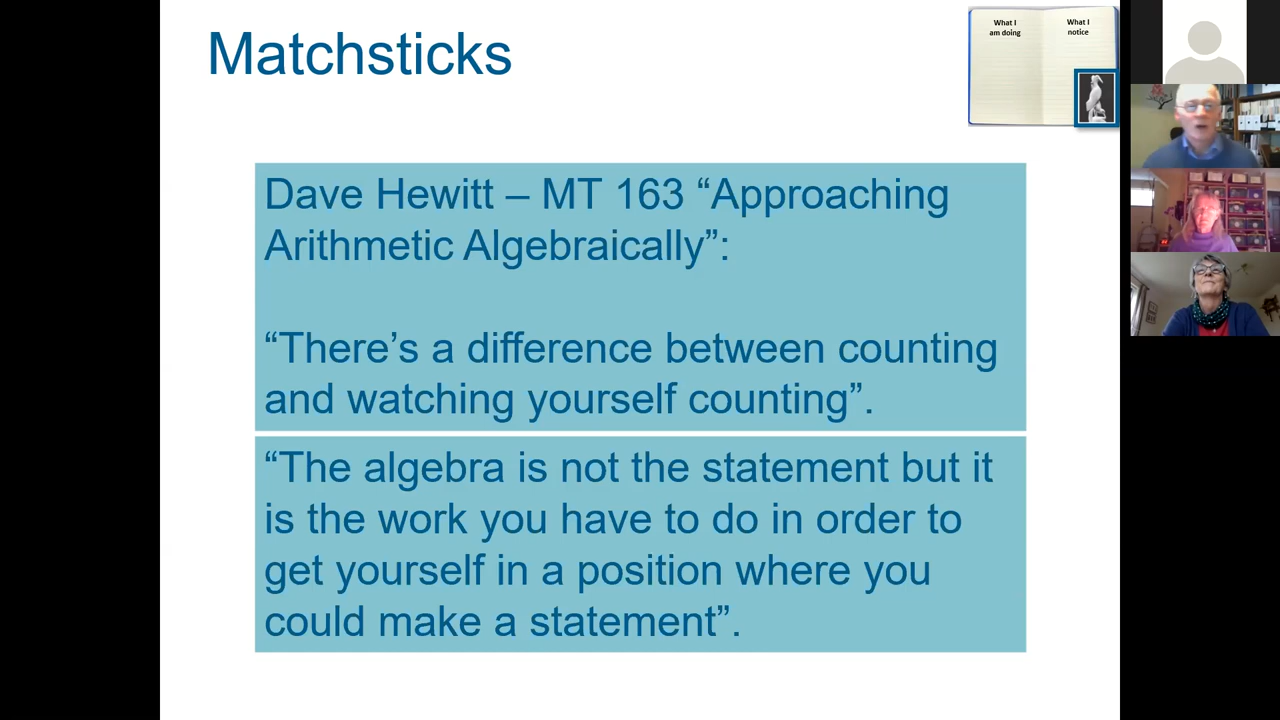 Matchsticks
What I
am doing
What I
notice
Dave Hewitt – MT 163 “Approaching
Arithmetic Algebraically”:
“There’s a difference between counting
and watching yourself counting”.
“The algebra is not the statement but it
is the work you have to do in order to
get yourself in a position where you
could make a statement”.